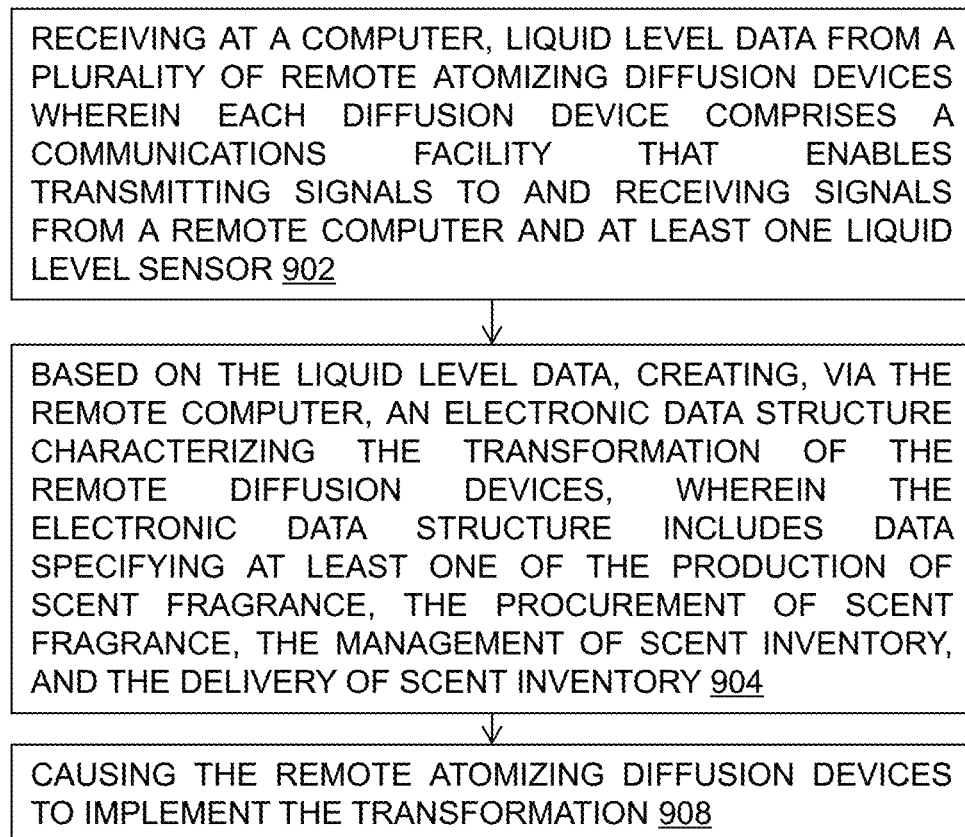 RECEIVING AT A COMPUTER, LIQUID LEVEL DATA FROM A
PLURALITY OF REMOTE ATOMIZING DIFFUSION DEVICES
WHEREIN EACH DIFFUSION DEVICE COMPRISES A
COMMUNICATIONS FACILITY THAT ENABLES
TRANSMITTING SIGNALS TO AND RECEIVING SIGNALS
FROM A REMOTE COMPUTER AND AT LEAST ONE LIQUID
LEVEL SENSOR 902
BASED ON THE LIQUID LEVEL DATA, CREATING, VIA THE
REMOTE COMPUTER, AN ELECTRONIC DATA STRUCTURE
CHARACTERIZING THE TRANSFORMATION OF THE
REMOTE DIFFUSION DEVICES, WHEREIN THE
ELECTRONIC DATA STRUCTURE INCLUDES DATA
SPECIFYING AT LEAST ONE OF THE PRODUCTION OF
SCENT FRAGRANCE, THE PROCUREMENT OF SCENT
FRAGRANCE, THE MANAGEMENT OF SCENT INVENTORY,
AND THE DELIVERY OF SCENT INVENTORY 904
CAUSING THE REMOTE ATOMIZING DIFFUSION DEVICES
TO IMPLEMENT THE TRANSFORMATION 908